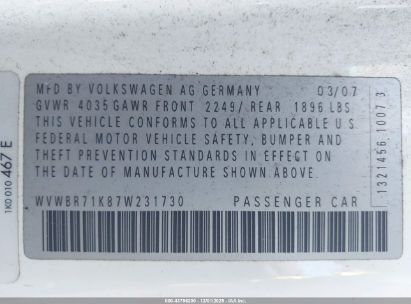 MFD BY VOLKSWAGEN AG GERMANY 03/07
GVWR 4035 GAWR FRONT 2249/ REAR 1896 LBS
THIS VEHICLE CONFORMS TO ALL APPLICABLE U S
FEDERAL MOTOR VEHICLE SAFETY, BUMPER AND
THEFT PREVENTION STANDARDS IN EFFECT ON
THE DATE OF MANUFACTURE SHOWN ABOVE.
WVWBR71K87W231730 PASSENGER CAR
1321456 1007 3
1K0 010 467 E